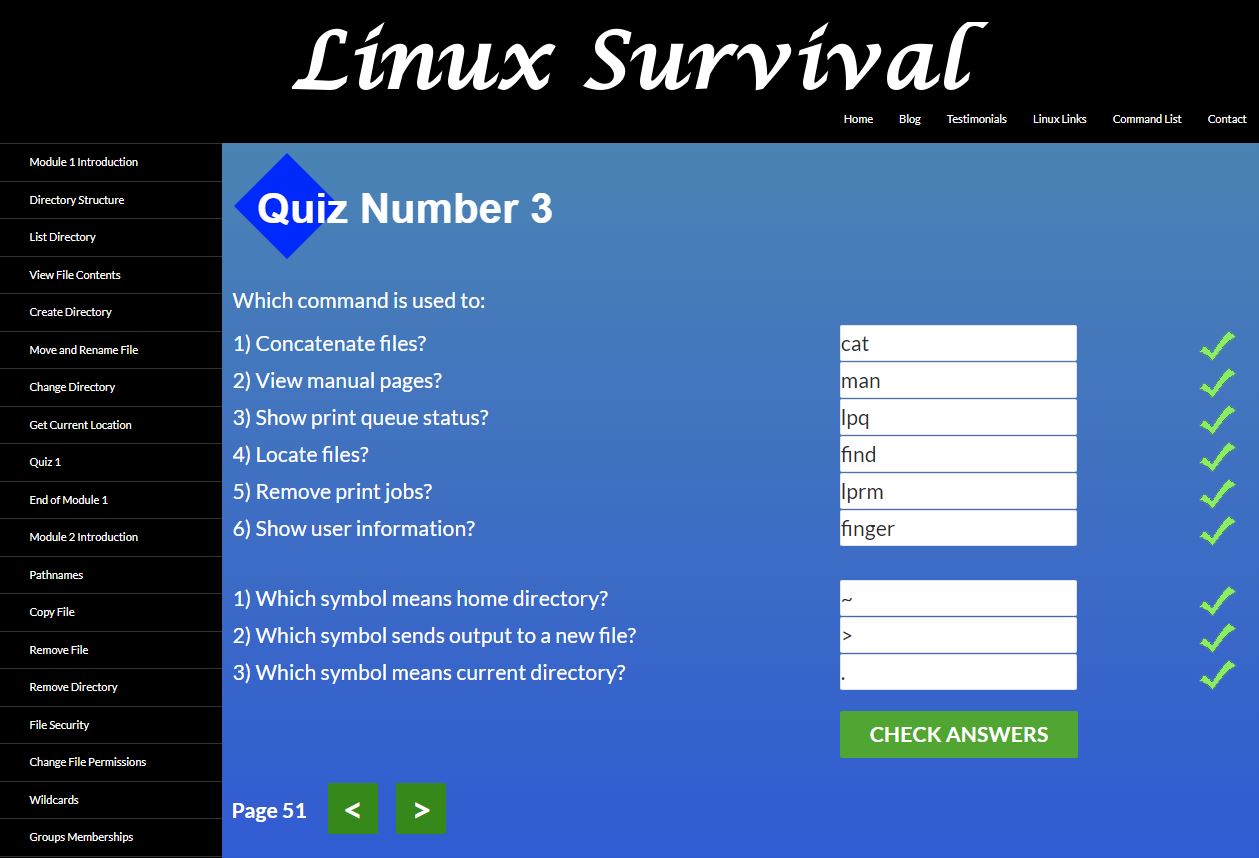 Linux Survival
Home Blog Testimonials Linux Links Command List Contact
Module 1 Introduction
Directory Structure
List Directory
View File Contents
Create Directory
Move and Rename File
Change Directory
Get Current Location
Quiz 1
End of Module 1
Module 2 Introduction
Pathnames
Copy File
Remove File
Remove Directory
File Security
Change File Permissions
Wildcards
Groups Memberships
Quiz Number 3
Which command is used to:
1) Concatenate files? cat
2) View manual pages? man
3) Show print queue status? lpq
4) Locate files? find
5) Remove print jobs? lprm
6) Show user information? finger
1) Which symbol means home directory? ~
2) Which symbol sends output to a new file? >
3) Which symbol means current directory? .
CHECK ANSWERS
Page 51 < >